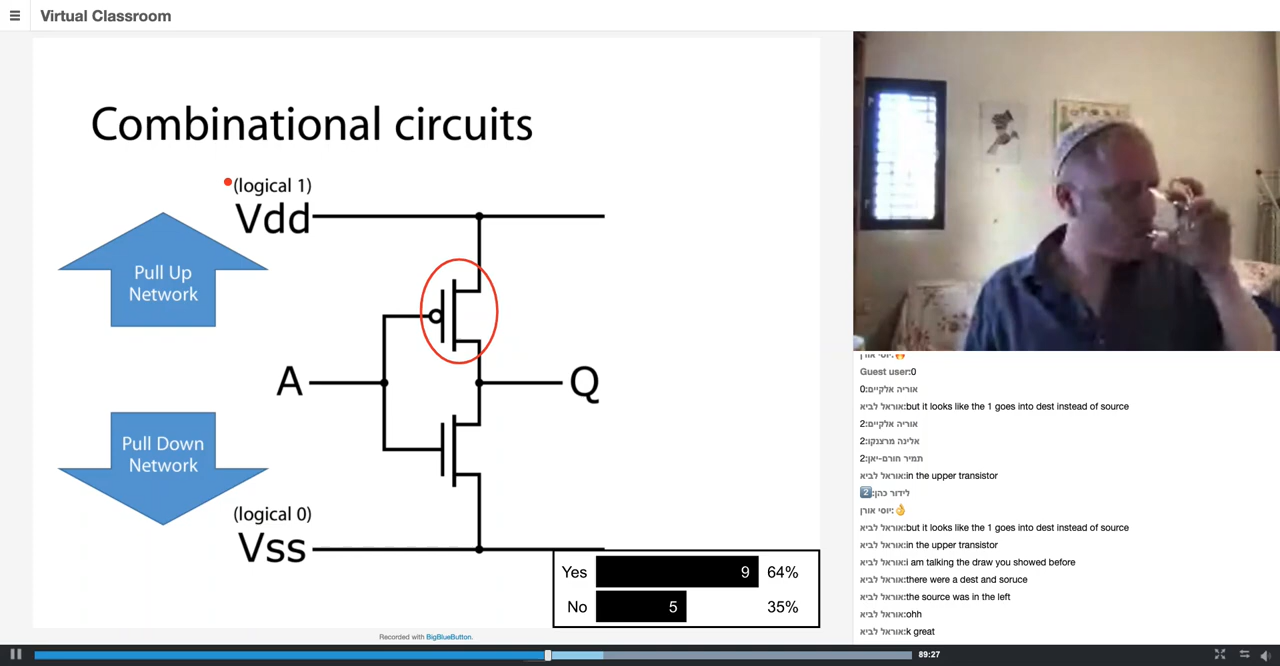 Virtual Classroom
Combinational circuits
(logical 1)
Vdd
Pull Up
Network
A
Q
Pull Down
Network
(logical 0)
Vss
Yes 9 64%
No 5 35%
Recorded with BigBlueButton.
יוסי אורן:🔥
Guest user:0
אוריה אלקיים:0
אוראל לביא:but it looks like the 1 goes into dest instead of source
אוריה אלקיים:2
אלינה מרצנקו:2
תמיר חורם-יאן:2
אוראל לביא:in the upper transistor
לידור כהן:2️⃣
יוסי אורן:👌
אוראל לביא:but it looks like the 1 goes into dest instead of source
אוראל לביא:in the upper transistor
אוראל לביא:i am talking the draw you showed before
אוראל לביא:there were a dest and soruce
אוראל לביא:the source was in the left
אוראל לביא:ohh
אוראל לביא:k great
89:27